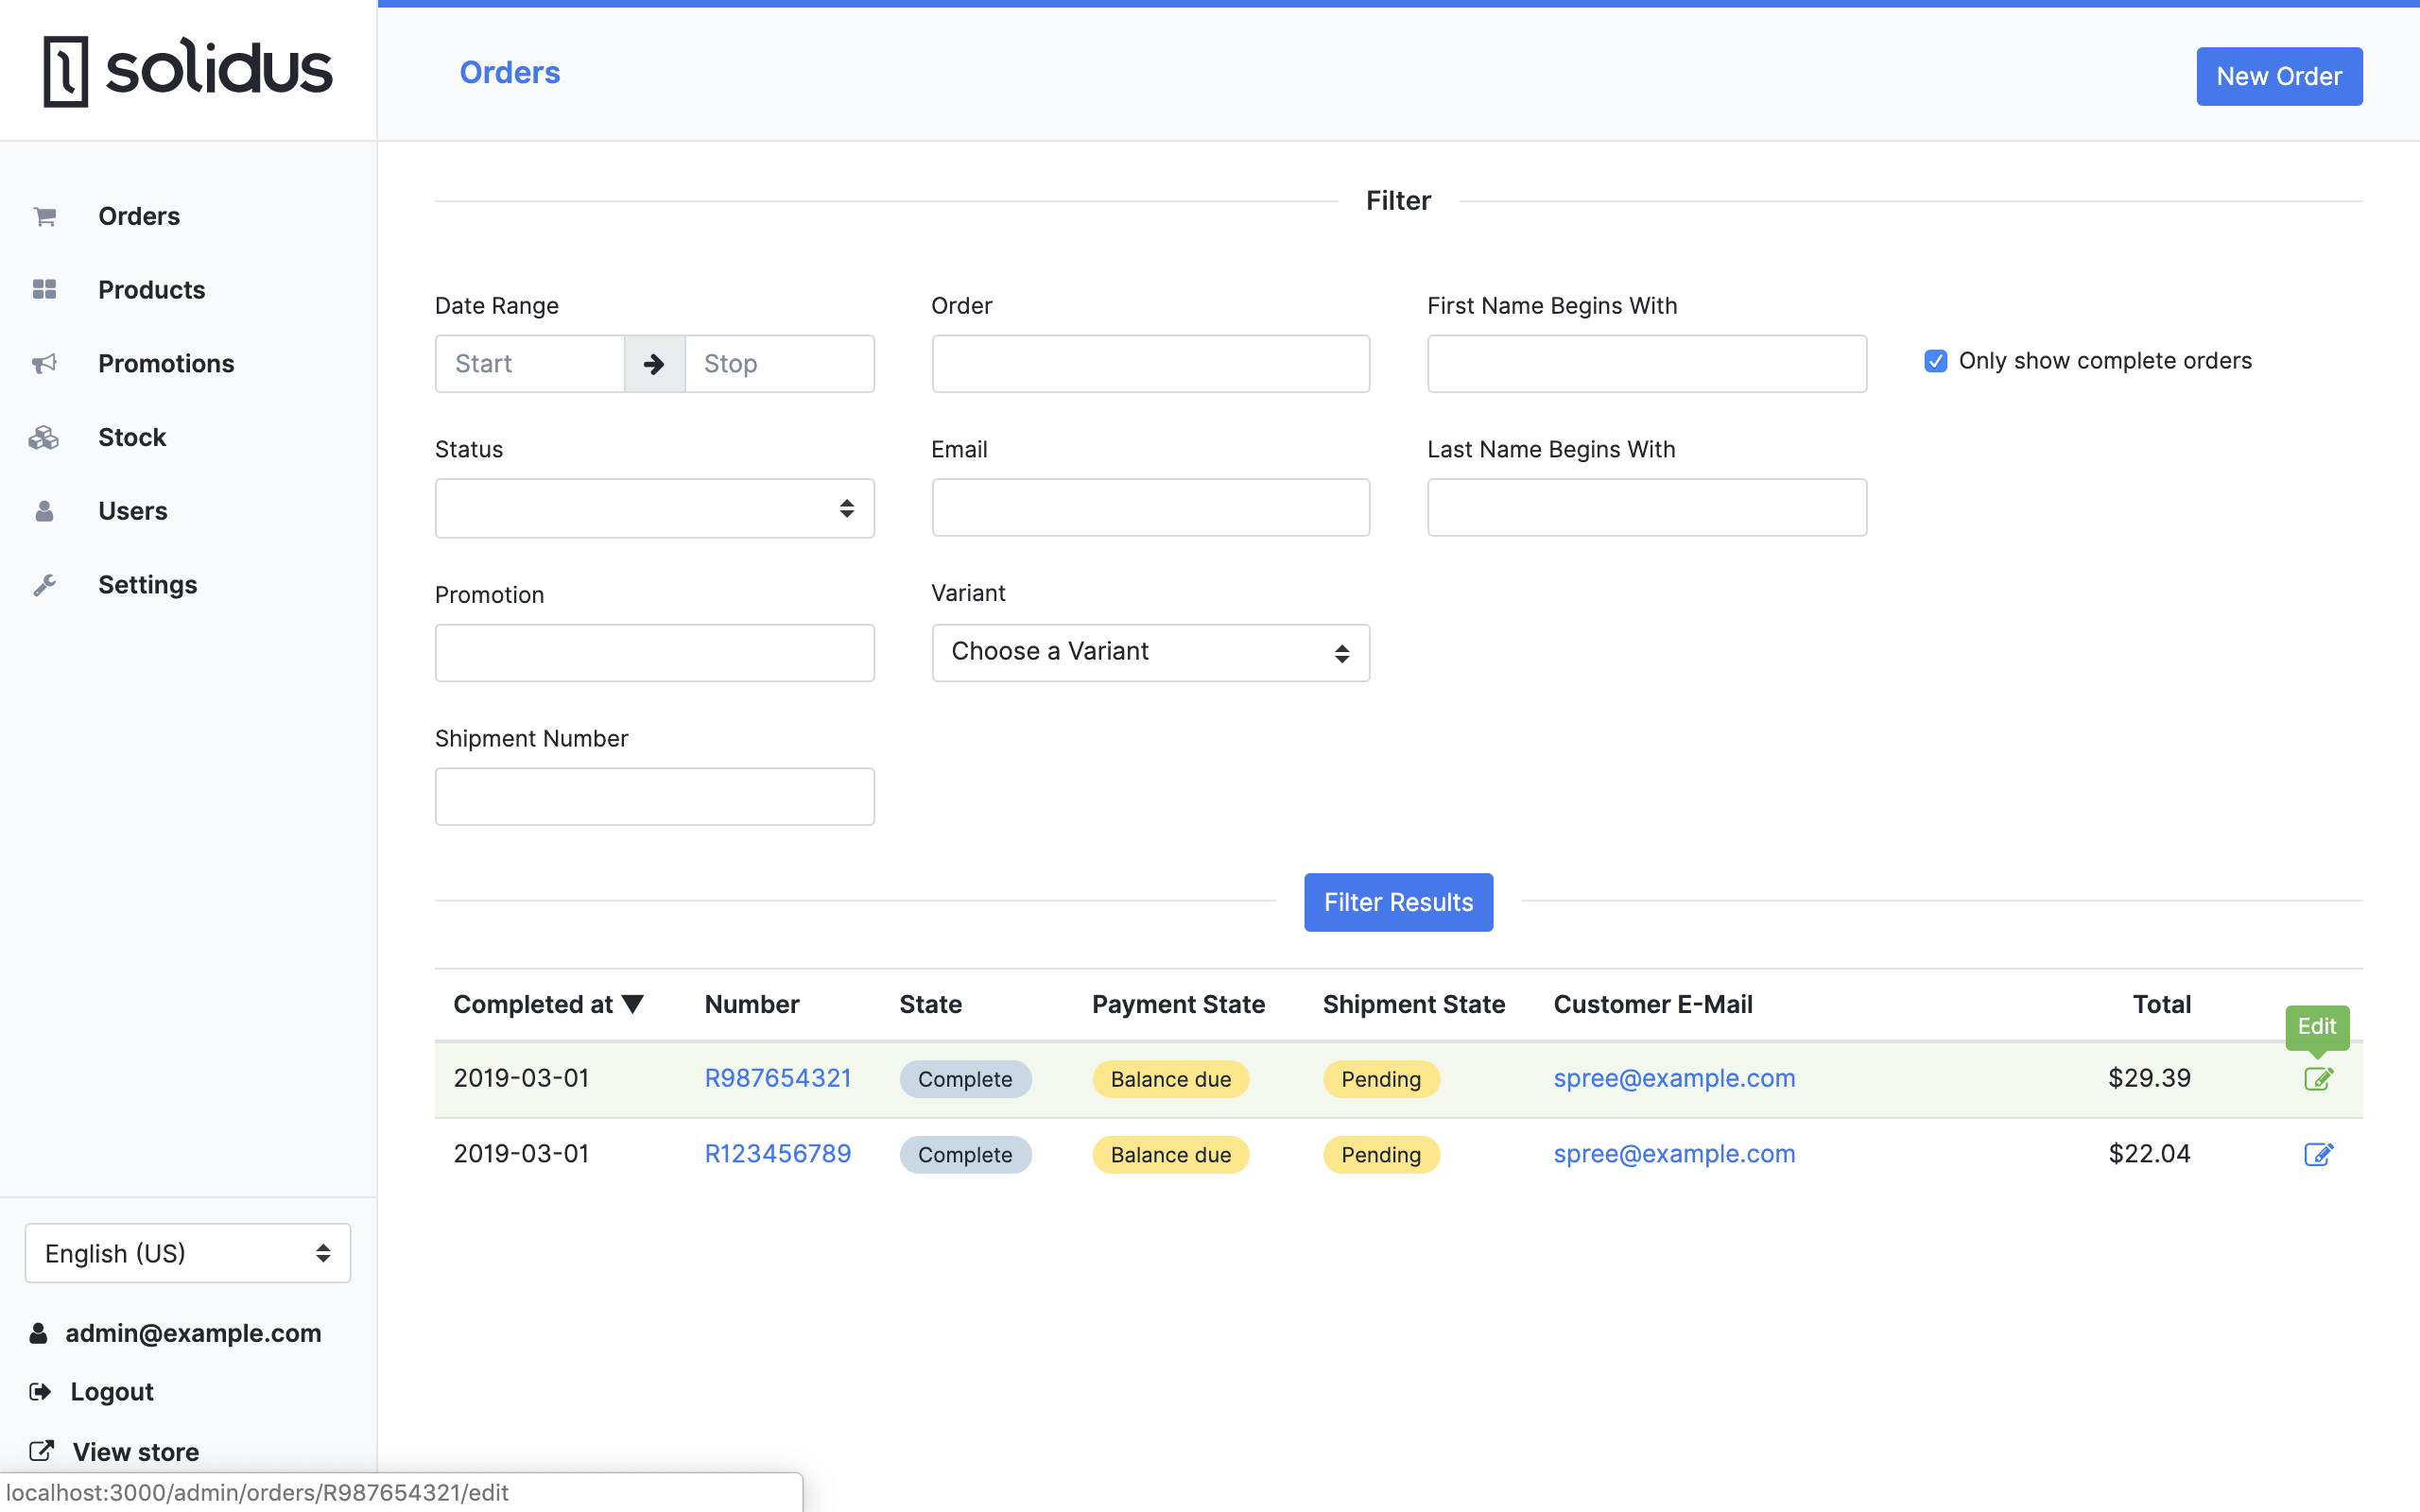 solidus
Orders
New Order
Orders
Products
Promotions
Stock
Users
Settings
Filter
Date Range
Order
First Name Begins With
Start
Stop
Only show complete orders
Status
Email
Last Name Begins With
Promotion
Variant
Choose a Variant
Shipment Number
Filter Results
Completed at ▼ Number State Payment State Shipment State Customer E-Mail Total
Edit
2019-03-01 R987654321 Complete Balance due Pending spree@example.com $29.39
2019-03-01 R123456789 Complete Balance due Pending spree@example.com $22.04
English (US)
admin@example.com
Logout
View store
localhost:3000/admin/orders/R987654321/edit